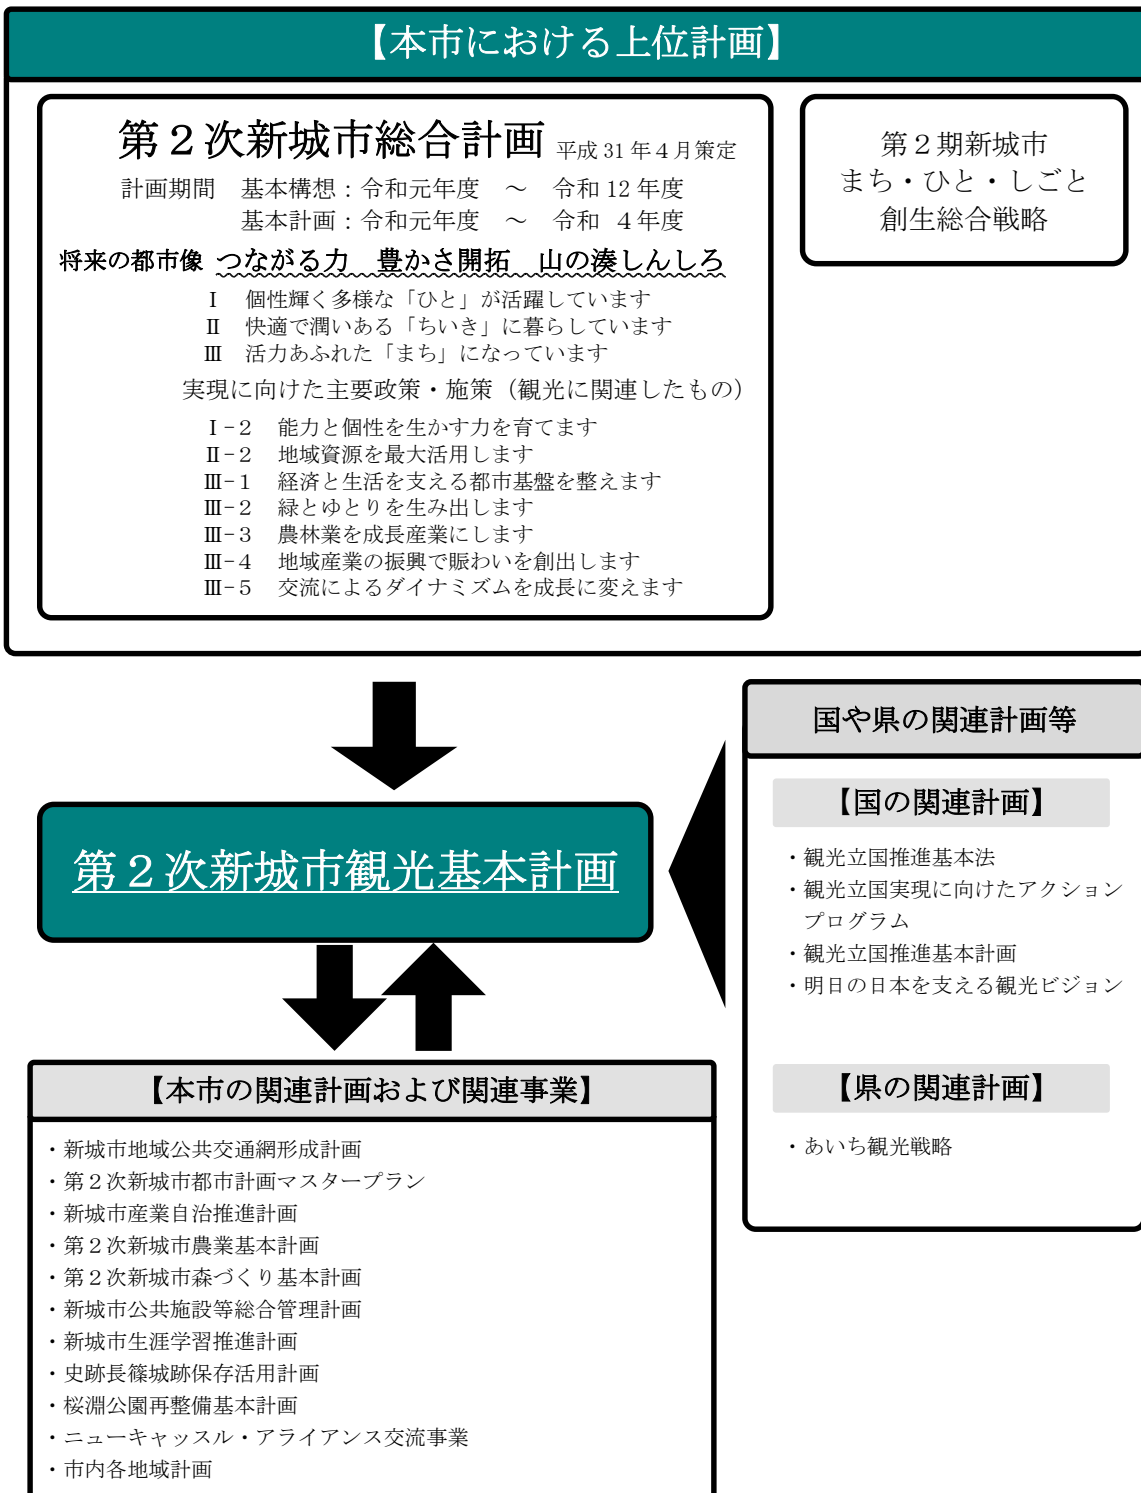 【本市における上位計画】
第２次新城市総合計画 平成 31 年４月策定
計画期間　基本構想：令和元年度　～　令和 12 年度
基本計画：令和元年度　～　令和　4 年度
将来の都市像 つながる力　豊かさ開拓　山の湊しんしろ
Ⅰ　個性輝く多様な「ひと」が活躍しています
Ⅱ　快適で潤いある「ちいき」に暮らしています
Ⅲ　活力あふれた「まち」になっています
実現に向けた主要政策・施策（観光に関連したもの）
Ⅰ-２　能力と個性を生かす力を育てます
Ⅱ-２　地域資源を最大活用します
Ⅲ-１　経済と生活を支える都市基盤を整えます
Ⅲ-２　緑とゆとりを生み出します
Ⅲ-３　農林業を成長産業にします
Ⅲ-４　地域産業の振興で賑わいを創出します
Ⅲ-５　交流によるダイナミズムを成長に変えます
第２期新城市
まち・ひと・しごと
創生総合戦略
第２次新城市観光基本計画
国や県の関連計画等
【国の関連計画】
・観光立国推進基本法
・観光立国実現に向けたアクション
プログラム
・観光立国推進基本計画
・明日の日本を支える観光ビジョン
【県の関連計画】
・あいち観光戦略
【本市の関連計画および関連事業】
・新城市地域公共交通網形成計画
・第２次新城市都市計画マスタープラン
・新城市産業自治推進計画
・第２次新城市農業基本計画
・第２次新城市森づくり基本計画
・新城市公共施設等総合管理計画
・新城市生涯学習推進計画
・史跡長篠城跡保存活用計画
・桜淵公園再整備基本計画
・ニューキャッスル・アライアンス交流事業
・市内各地域計画